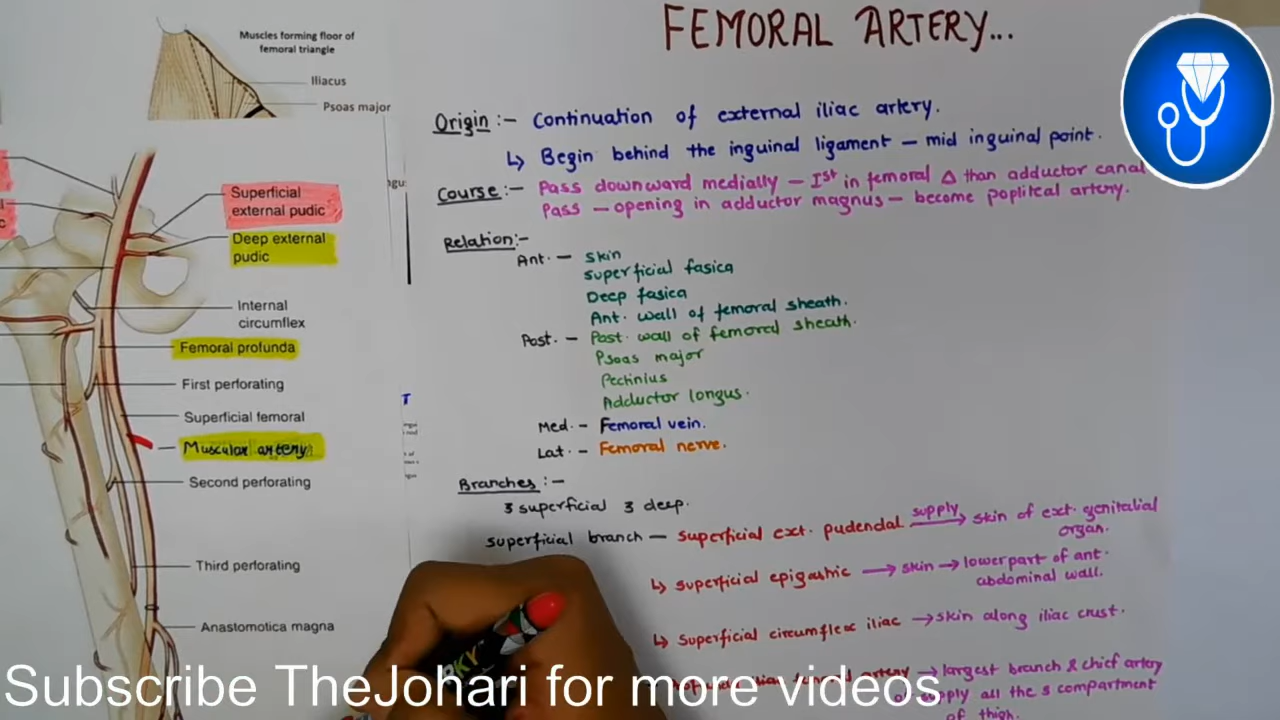 Muscles forming floor of
femoral triangle
Iliacus
Psoas major
Superficial
external pudic
Deep external
pudic
Internal
circumflex
Femoral profunda
First perforating
Superficial femoral
Muscular artery
Second perforating
Third perforating
Anastomotica magna
FEMORAL ARTERY...
Origin :- Continuation of external iliac artery.
↳ Begin behind the inguinal ligament - mid inguinal point.
Course :- Pass downward medially - Ist in femoral Δ than adductor canal
Pass - opening in adductor magnus - become popliteal artery.
Relation:-
Ant. - Skin
superficial fasica
Deep fasica
Ant. wall of femoral sheath.
Post. - Post. wall of femoral sheath.
Psoas major
Pectinius
Adductor longus.
Med. - Femoral vein.
Lat. - Femoral nerve.
Branches :-
3 superficial 3 deep.
superficial branch - superficial ext. pudendal supply → skin of ext. genitalial
organ.
↳ superficial epigastric → skin → lower part of ant.
abdominal wall.
↳ superficial circumflex iliac → skin along iliac crust.
artery → largest branch & chief artery
supply all the s compartment
of thigh.
Subscribe TheJohari for more videos